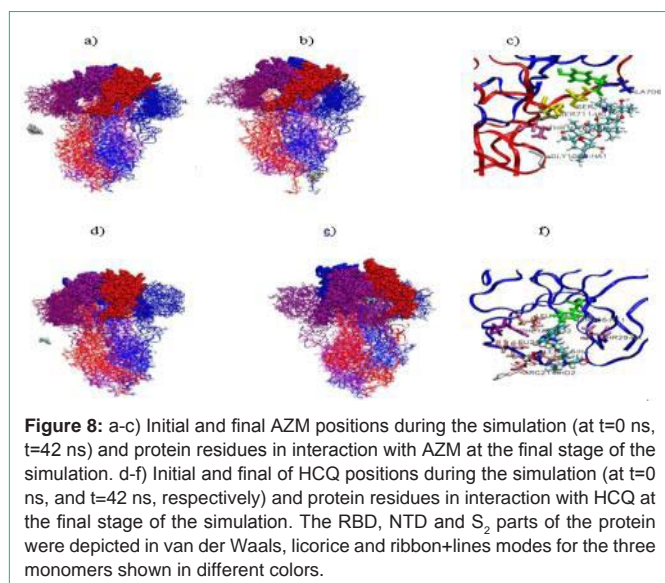 a)
b)
c)
d)
g)
f)
Figure 8: a-c) Initial and final AZM positions during the simulation (at t=0 ns,
t=42 ns) and protein residues in interaction with AZM at the final stage of the
simulation. d-f) Initial and final of HCQ positions during the simulation (at t=0
ns, and t=42 ns, respectively) and protein residues in interaction with HCQ at
the final stage of the simulation. The RBD, NTD and S₂ parts of the protein
were depicted in van der Waals, licorice and ribbon+lines modes for the three
monomers shown in different colors.